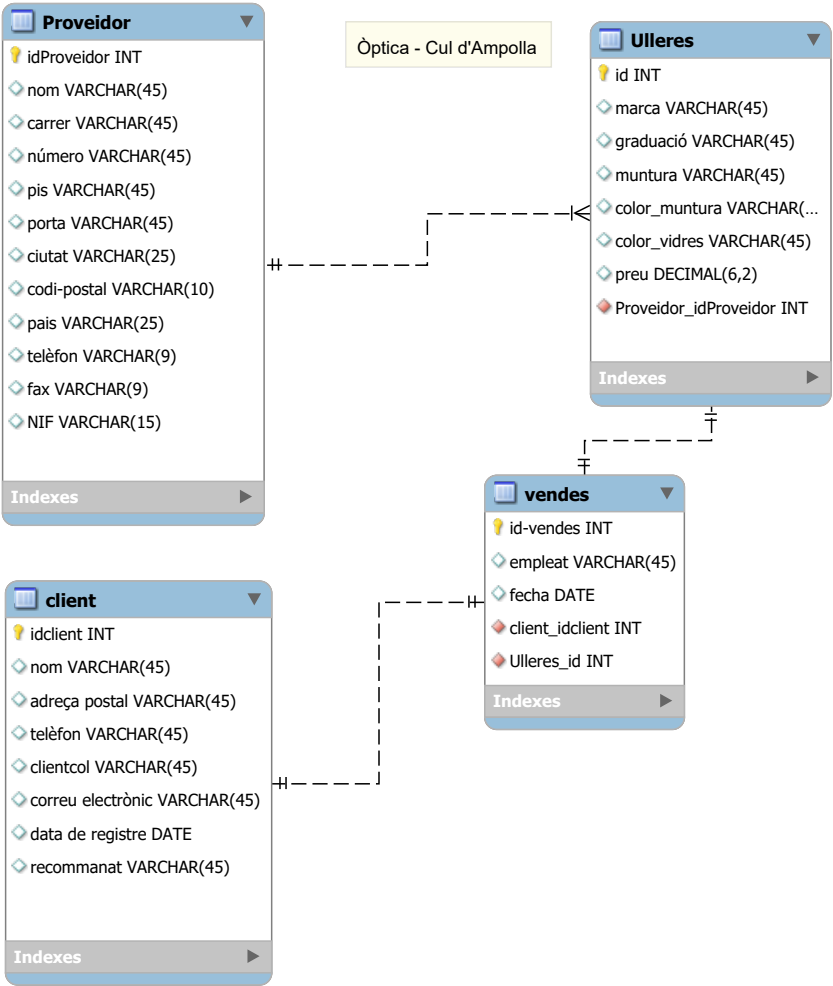 Proveidor
idProveidor INT
nom VARCHAR(45)
carrer VARCHAR(45)
número VARCHAR(45)
pis VARCHAR(45)
porta VARCHAR(45)
ciutat VARCHAR(25)
codi-postal VARCHAR(10)
pais VARCHAR(25)
telèfon VARCHAR(9)
fax VARCHAR(9)
NIF VARCHAR(15)
Indexes
Òptica - Cul d'Ampolla
Ulleres
id INT
marca VARCHAR(45)
graduació VARCHAR(45)
muntura VARCHAR(45)
color_muntura VARCHAR(...
color_vidres VARCHAR(45)
preu DECIMAL(6,2)
Proveidor_idProveidor INT
Indexes
vendes
id-vendes INT
empleat VARCHAR(45)
fecha DATE
client_idclient INT
Ulleres_id INT
Indexes
client
idclient INT
nom VARCHAR(45)
adreça postal VARCHAR(45)
telèfon VARCHAR(45)
clientcol VARCHAR(45)
correu electrònic VARCHAR(45)
data de registre DATE
recommanat VARCHAR(45)
Indexes